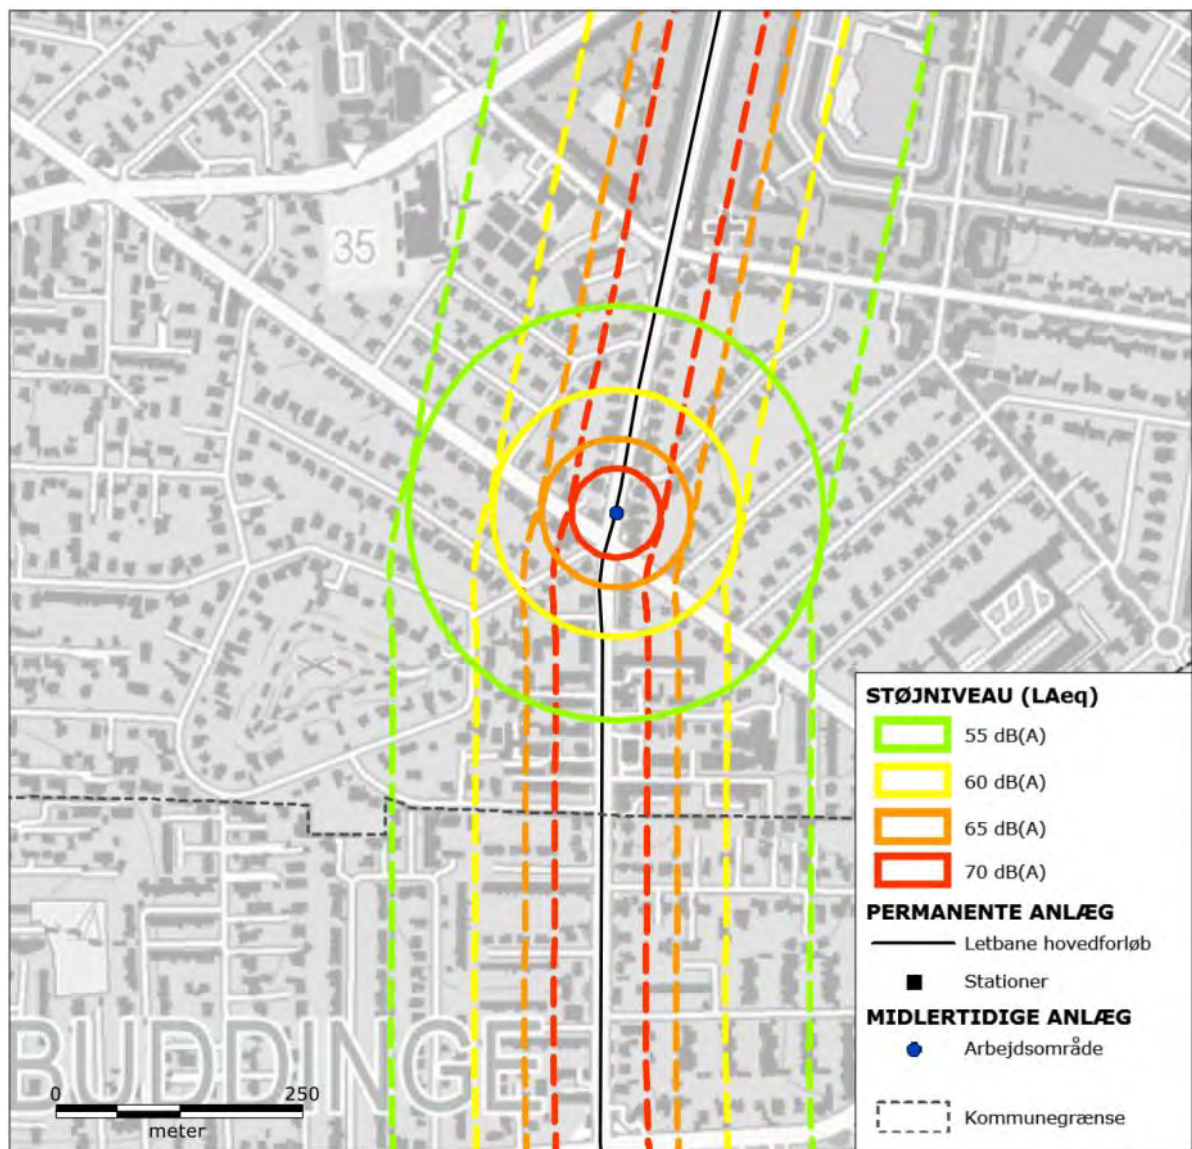 35
STØJNIVEAU (LAeq)
55 dB(A)
60 dB(A)
65 dB(A)
70 dB(A)
PERMANENTE ANLÆG
Letbane hovedforløb
Stationer
MIDLERTIDIGE ANLÆG
Arbejdsområde
Kommunegrænse
BUDDINGE
0 250
meter